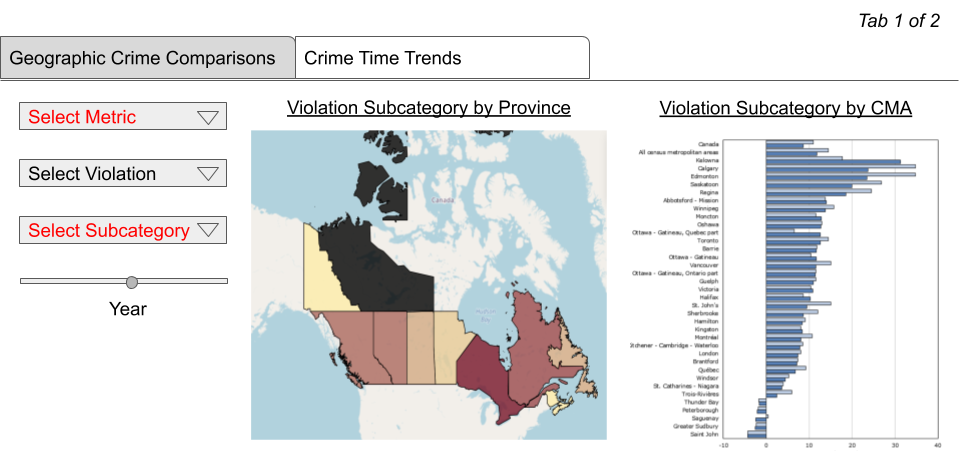 Tab 1 of 2
Geographic Crime Comparisons
Crime Time Trends
Select Metric
Select Violation
Select Subcategory
Year
Violation Subcategory by Province
Canada
Hudson
Bay
Violation Subcategory by CMA
Canada
All census metropolitan areas
Kelowna
Calgary
Edmonton
Saskatoon
Regina
Abbotsford - Mission
Winnipeg
Moncton
Oshawa
Ottawa - Gatineau, Quebec part
Toronto
Barrie
Ottawa - Gatineau
Vancouver
Ottawa - Gatineau, Ontario part
Guelph
Victoria
Halifax
St. John's
Sherbrooke
Hamilton
Kingston
Montréal
itchener - Cambridge - Waterloo
London
Brantford
Québec
Windsor
St. Catharines - Niagara
Trois-Rivières
Thunder Bay
Peterborough
Saguenay
Greater Sudbury
Saint John
-10 0 10 20 30 40